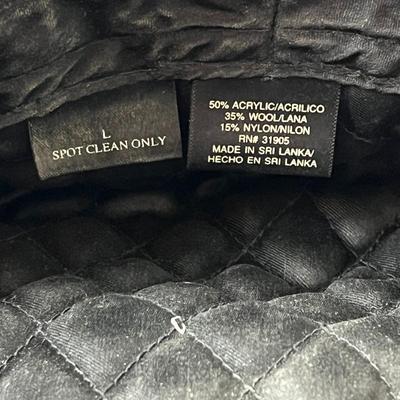 L
SPOT CLEAN ONLY
50% ACRYLIC/ACRILICO
35% WOOL/LANA
15% NYLON/NILON
RN# 31905
MADE IN SRI LANKA/
HECHO EN SRI LANKA